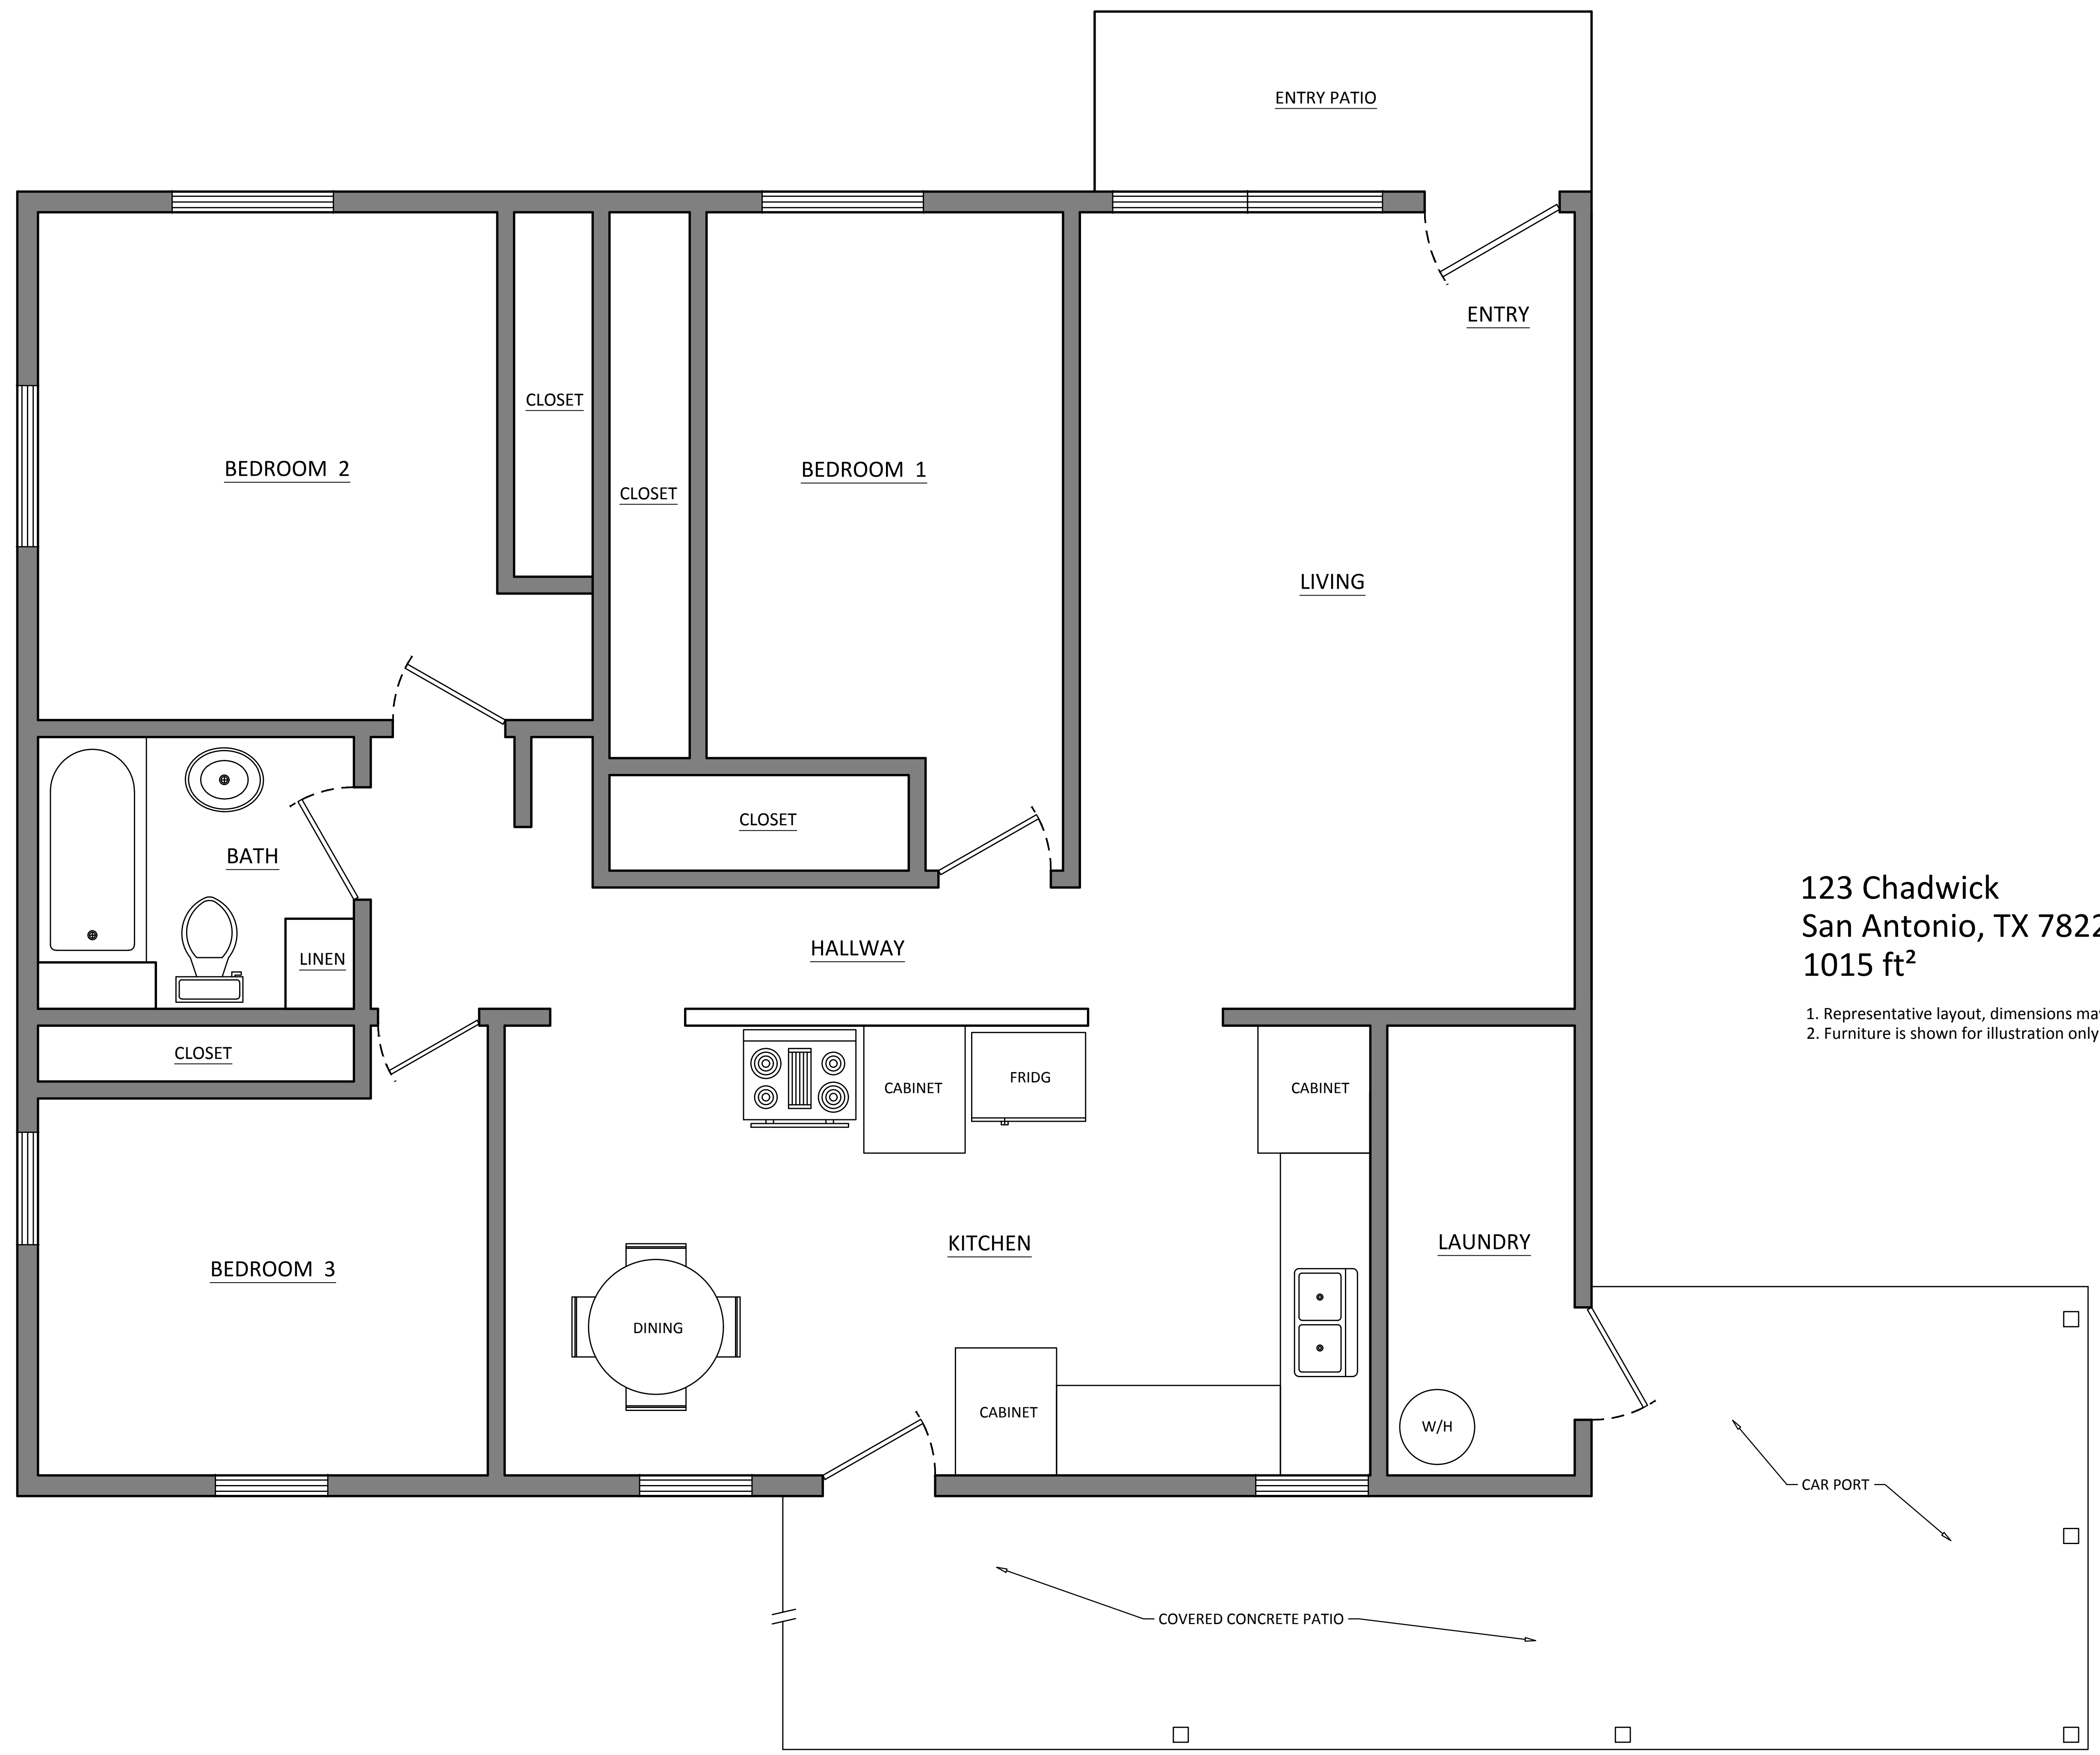 ENTRY PATIO
ENTRY
CLOSET
BEDROOM 2
BEDROOM 1
CLOSET
LIVING
CLOSET
BATH
123 Chadwick
San Antonio, TX 7822
1015 ft²
HALLWAY
LINEN
1. Representative layout, dimensions may
2. Furniture is shown for illustration only
CLOSET
FRIDG
CABINET
CABINET
KITCHEN
LAUNDRY
BEDROOM 3
DINING
CABINET
W/H
CAR PORT
COVERED CONCRETE PATIO